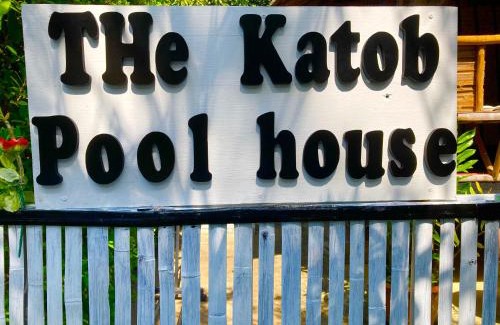 THe Katob
Pool house